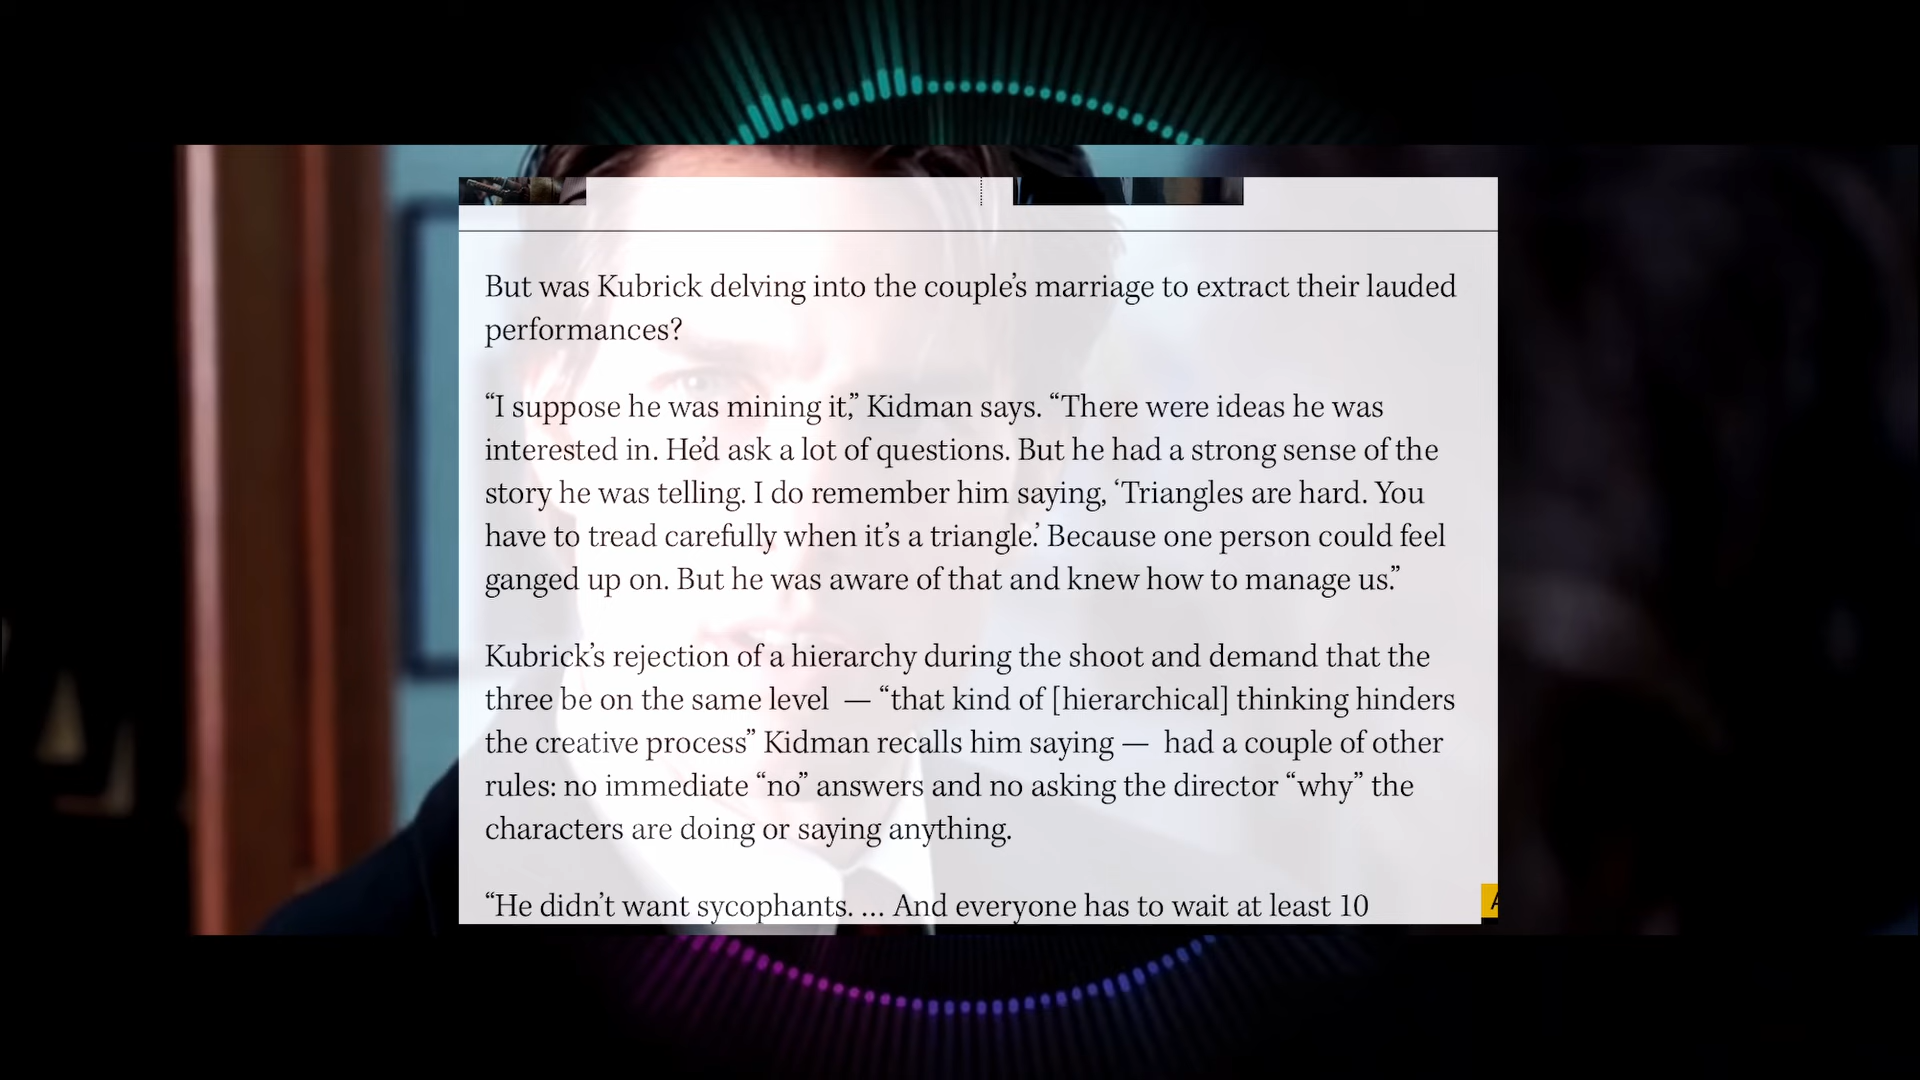 But was Kubrick delving into the couple’s marriage to extract their lauded
performances?
“I suppose he was mining it,” Kidman says. “There were ideas he was
interested in. He’d ask a lot of questions. But he had a strong sense of the
story he was telling. I do remember him saying, ‘Triangles are hard. You
have to tread carefully when it’s a triangle.’ Because one person could feel
ganged up on. But he was aware of that and knew how to manage us.”
Kubrick’s rejection of a hierarchy during the shoot and demand that the
three be on the same level — “that kind of [hierarchical] thinking hinders
the creative process” Kidman recalls him saying — had a couple of other
rules: no immediate “no” answers and no asking the director “why” the
characters are doing or saying anything.
“He didn’t want sycophants. … And everyone has to wait at least 10